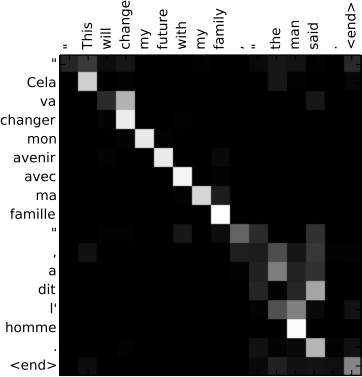 " This will change my future with my family , " the man said . <end>
"
Cela
va
changer
mon
avenir
avec
ma
famille
"
,
a
dit
l'
homme
.
<end>